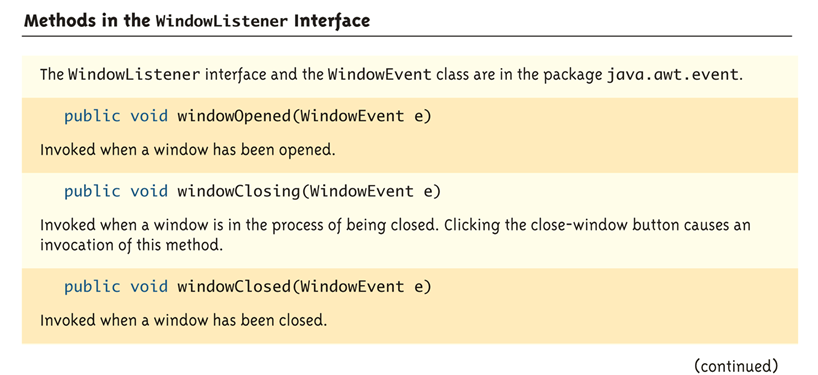 Methods in the WindowListener Interface
The WindowListener interface and the WindowEvent class are in the package java.awt.event.
public void windowOpened(WindowEvent e)
Invoked when a window has been opened.
public void windowClosing(WindowEvent e)
Invoked when a window is in the process of being closed. Clicking the close-window button causes an
invocation of this method.
public void windowClosed(WindowEvent e)
Invoked when a window has been closed.
(continued)